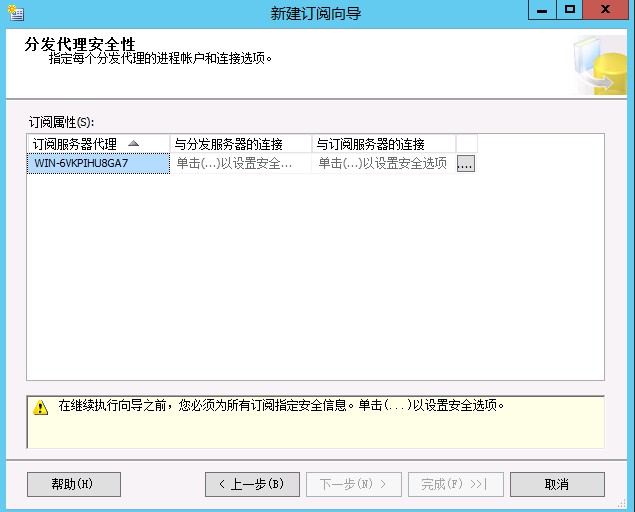 新建订阅向导
分发代理安全性
指定每个分发代理的进程帐户和连接选项。
订阅属性(S):
订阅服务器代理 与分发服务器的连接 与订阅服务器的连接
WIN-6VKPIHU8GA7 单击(...)以设置安全... 单击(...)以设置安全选项 ....
在继续执行向导之前，您必须为所有订阅指定安全信息。单击(...)以设置安全选项。
帮助(H) < 上一步(B) 下一步(N) > 完成(F) >>| 取消